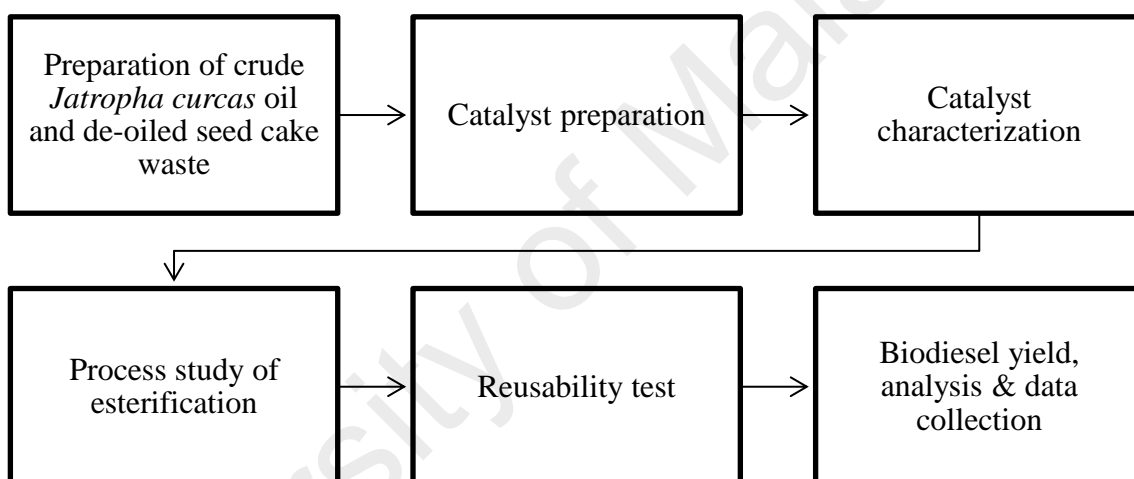 Preparation of crude
Jatropha curcas oil
and de-oiled seed cake
waste
Catalyst preparation
Catalyst
characterization
Process study of
esterification
Reusability test
Biodiesel yield,
analysis & data
collection